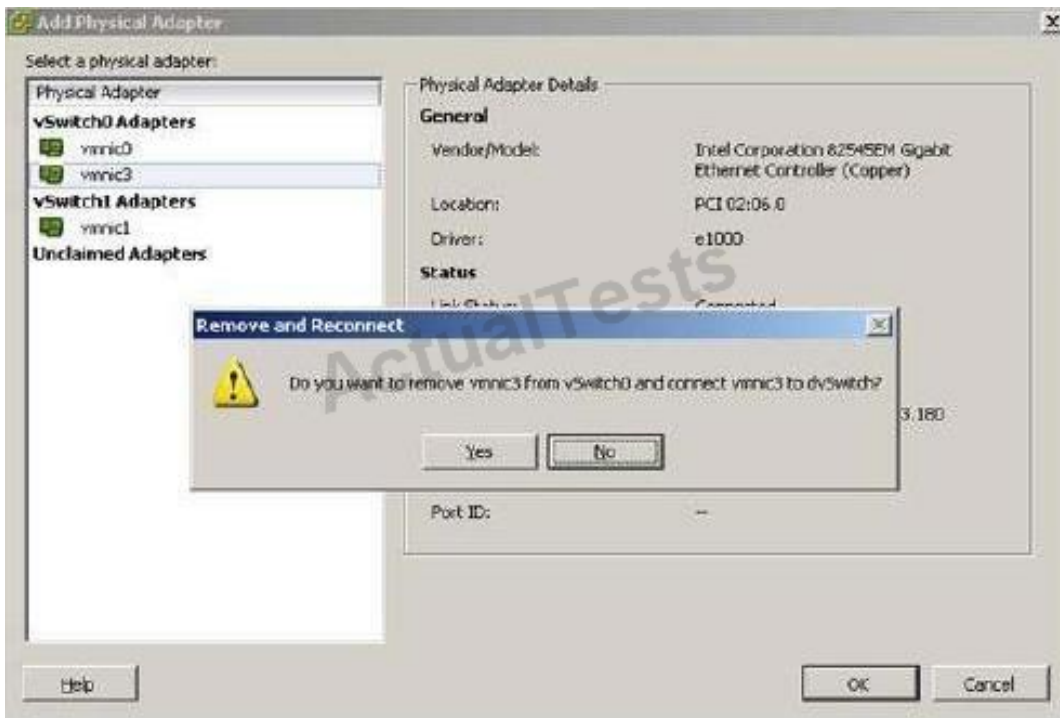 Add Physical Adapter
Select a physical adapter:
Physical Adapter
vSwitch0 Adapters
vmnic0
vmnic3
vSwitch1 Adapters
vmnic1
Unclaimed Adapters
Physical Adapter Details
General
Vendor/Model: Intel Corporation 82545EM Gigabit
Ethernet Controller (Copper)
Location: PCI 02:06.0
Driver: e1000
Status
Link Status: Connected
Remove and Reconnect
Do you want to remove vmnic3 from vSwitch0 and connect vmnic3 to dvSwitch?
3.180
Yes No
Port ID: --
Help OK Cancel
ActualTests